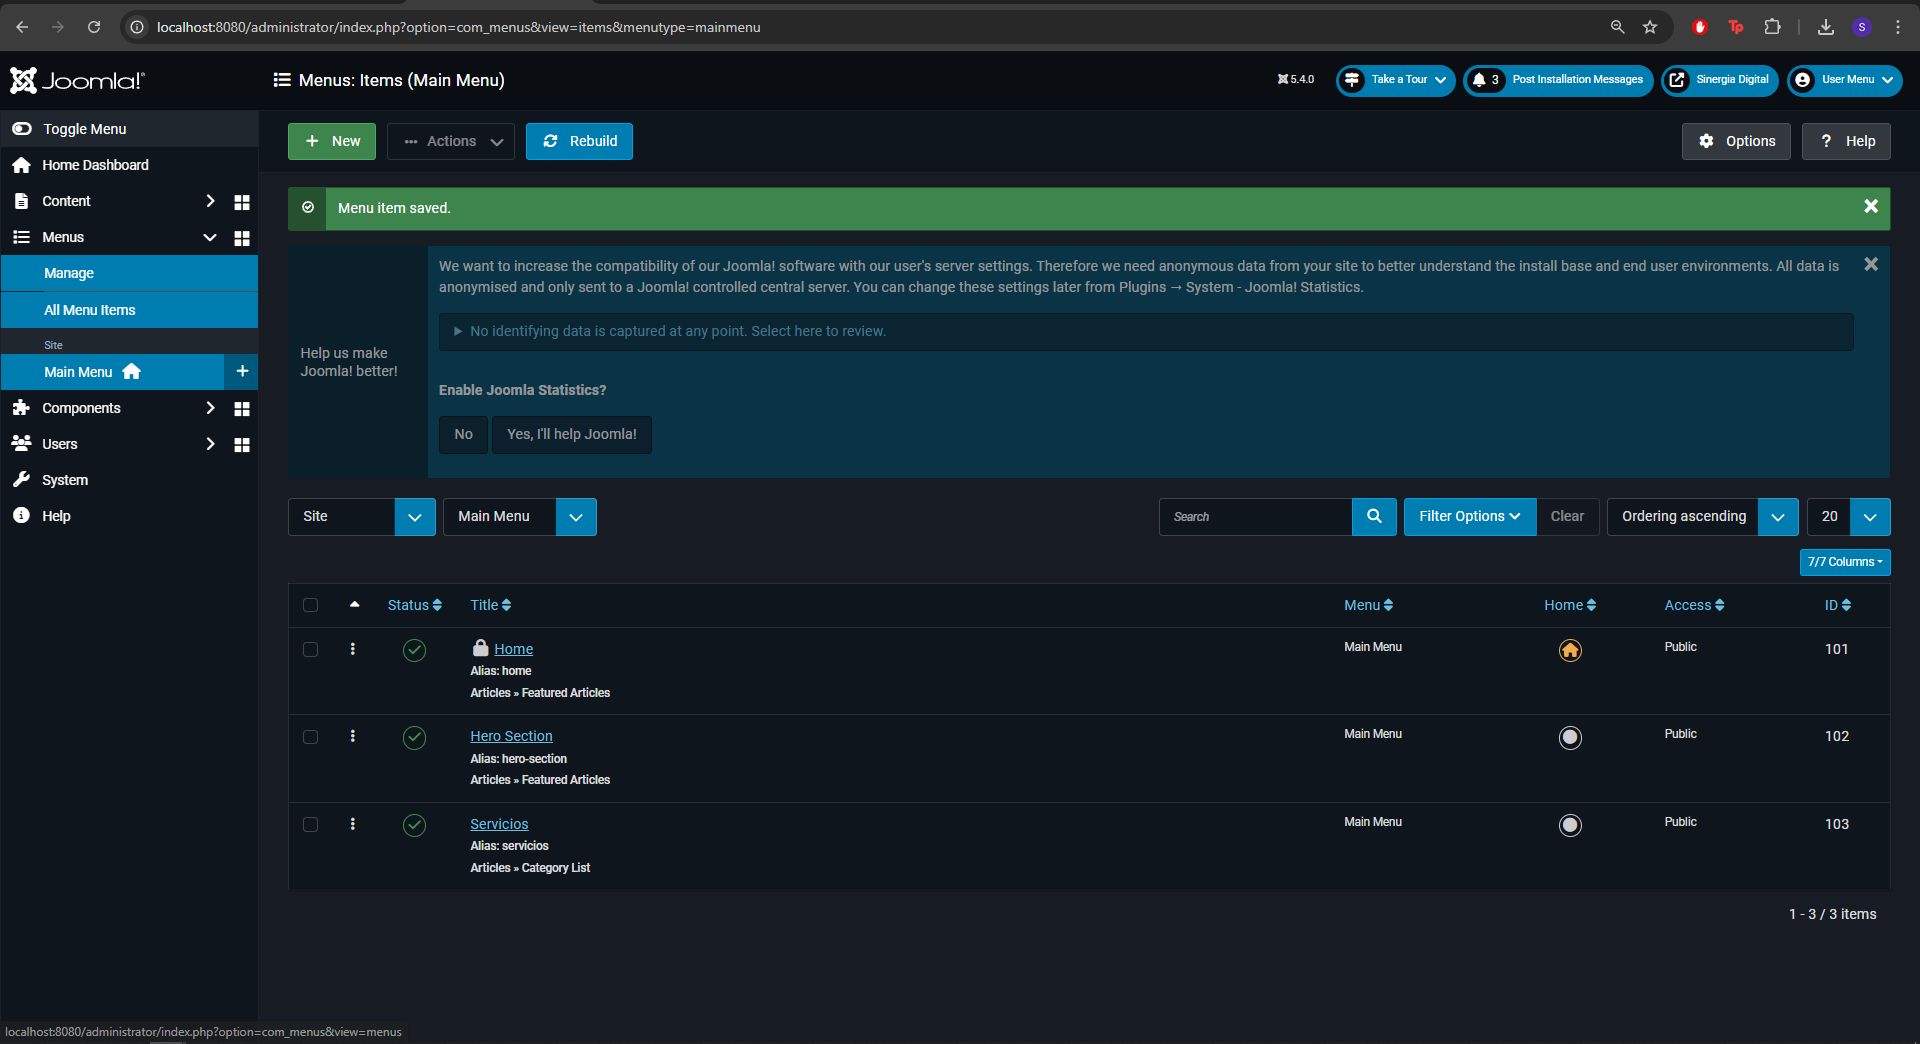 localhost:8080/administrator/index.php?option=com_menus&view=items&menutype=mainmenu
Tp
S
Joomla!®
Menus: Items (Main Menu)
5.4.0
Take a Tour
3 Post Installation Messages
Sinergia Digital
User Menu
Toggle Menu
Home Dashboard
Content
Menus
Manage
All Menu Items
Site
Main Menu
Components
Users
System
Help
New
Actions
Rebuild
Options
? Help
Menu item saved.
Help us make
Joomla! better!
We want to increase the compatibility of our Joomla! software with our user's server settings. Therefore we need anonymous data from your site to better understand the install base and end user environments. All data is
anonymised and only sent to a Joomla! controlled central server. You can change these settings later from Plugins → System - Joomla! Statistics.
No identifying data is captured at any point. Select here to review.
Enable Joomla Statistics?
No
Yes, I'll help Joomla!
Site
Main Menu
Search
Filter Options
Clear
Ordering ascending
20
7/7 Columns
Status Title Menu Home Access ID
Home Main Menu Public 101
Alias: home
Articles » Featured Articles
Hero Section Main Menu Public 102
Alias: hero-section
Articles » Featured Articles
Servicios Main Menu Public 103
Alias: servicios
Articles » Category List
1 - 3 / 3 items
localhost:8080/administrator/index.php?option=com_menus&view=menus